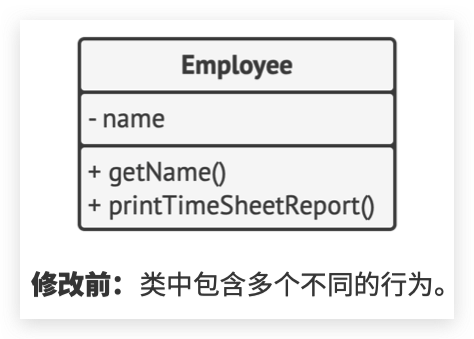 Employee
- name
+ getName()
+ printTimeSheetReport()
修改前：类中包含多个不同的行为。